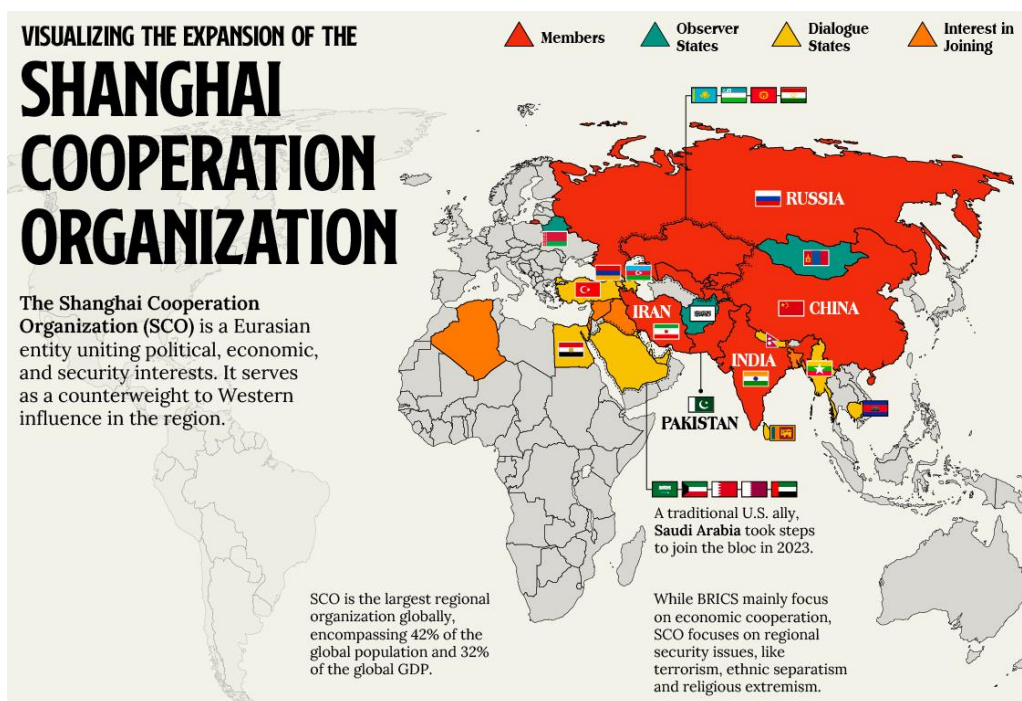 VISUALIZING THE EXPANSION OF THE
SHANGHAI
COOPERATION
ORGANIZATION
The Shanghai Cooperation
Organization (SCO) is a Eurasian
entity uniting political, economic,
and security interests. It serves
as a counterweight to Western
influence in the region.
Members
Observer
States
Dialogue
States
Interest in
Joining
RUSSIA
CHINA
IRAN
INDIA
PAKISTAN
A traditional U.S. ally,
Saudi Arabia took steps
to join the bloc in 2023.
SCO is the largest regional
organization globally,
encompassing 42% of the
global population and 32%
of the global GDP.
While BRICS mainly focus
on economic cooperation,
SCO focuses on regional
security issues, like
terrorism, ethnic separatism
and religious extremism.